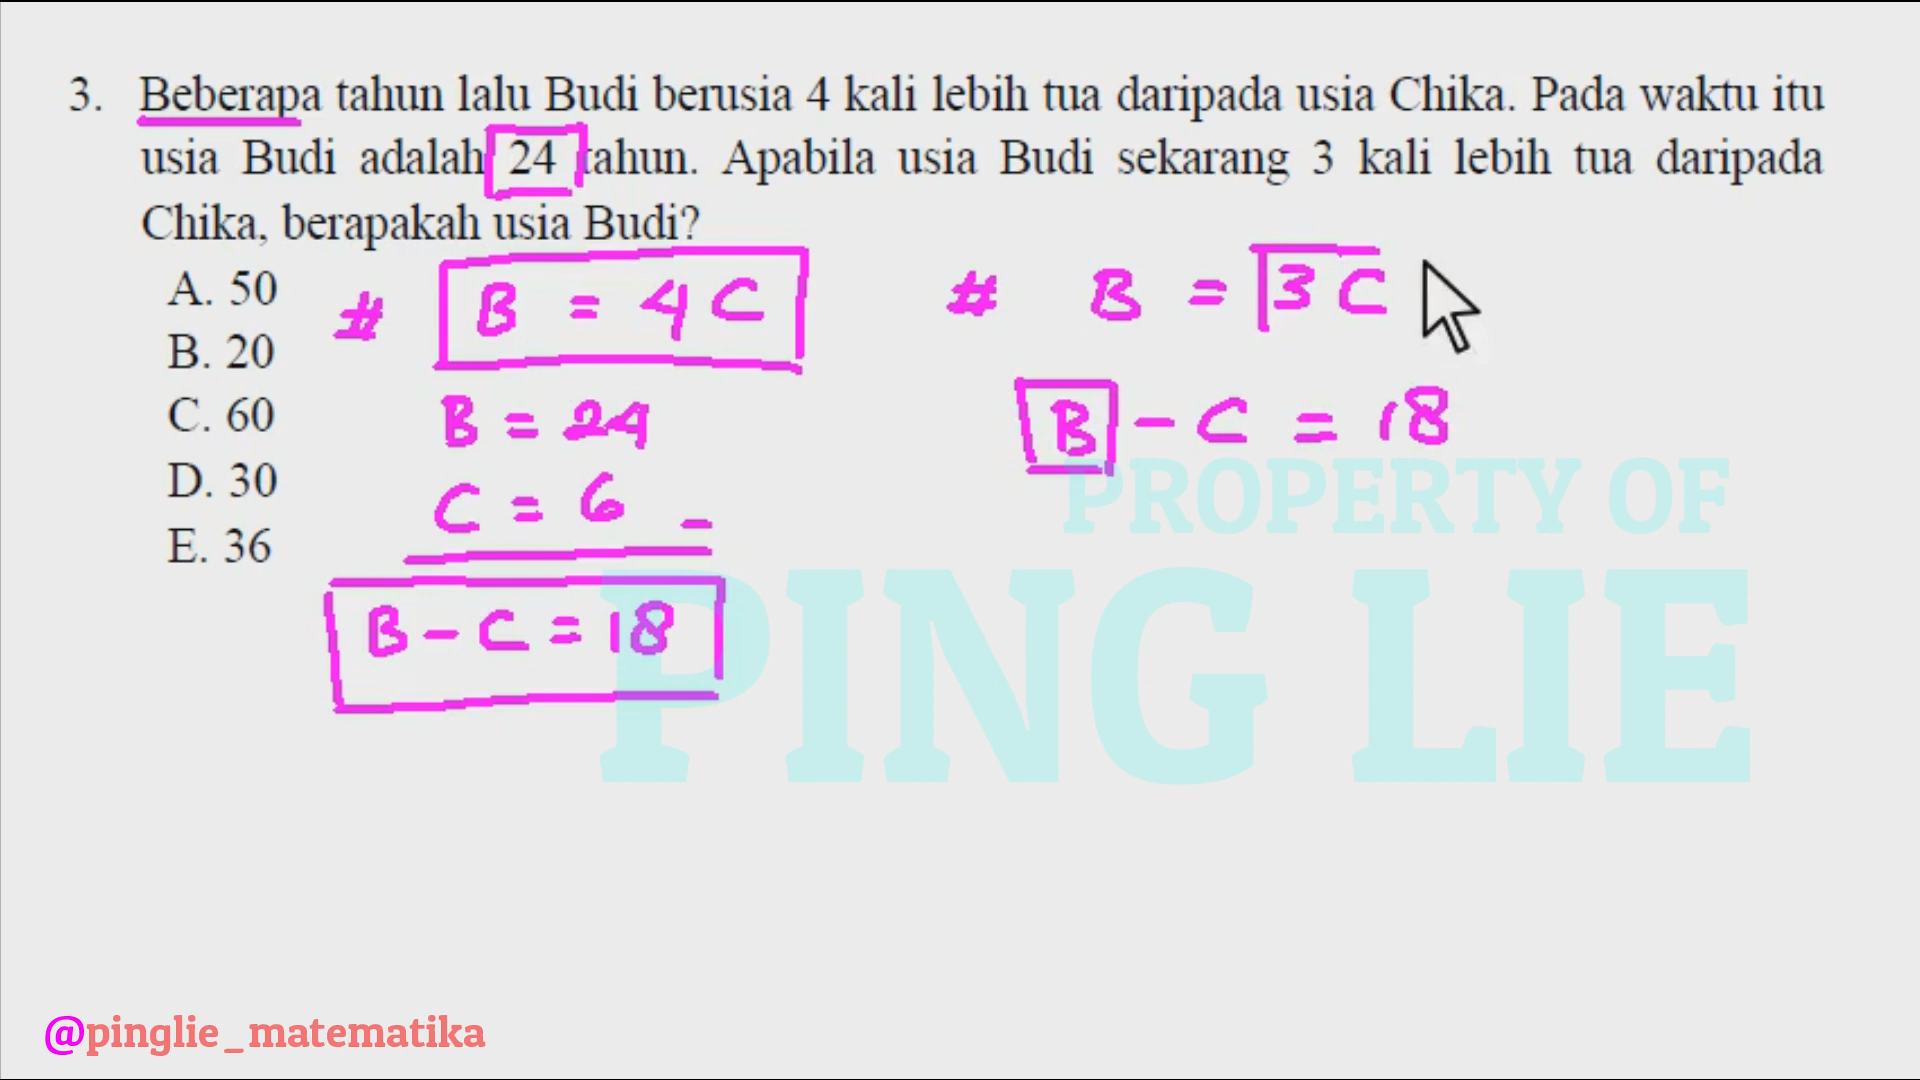 3. Beberapa tahun lalu Budi berusia 4 kali lebih tua daripada usia Chika. Pada waktu itu
usia Budi adalah 24 tahun. Apabila usia Budi sekarang 3 kali lebih tua daripada
Chika, berapakah usia Budi?
A. 50
B. 20
C. 60
D. 30
E. 36
# B = 4C
B = 24
C = 6 -
B - C = 18
# B = 3C
B - C = 18
PROPERTY OF
PING LIE
@pinglie_matematika